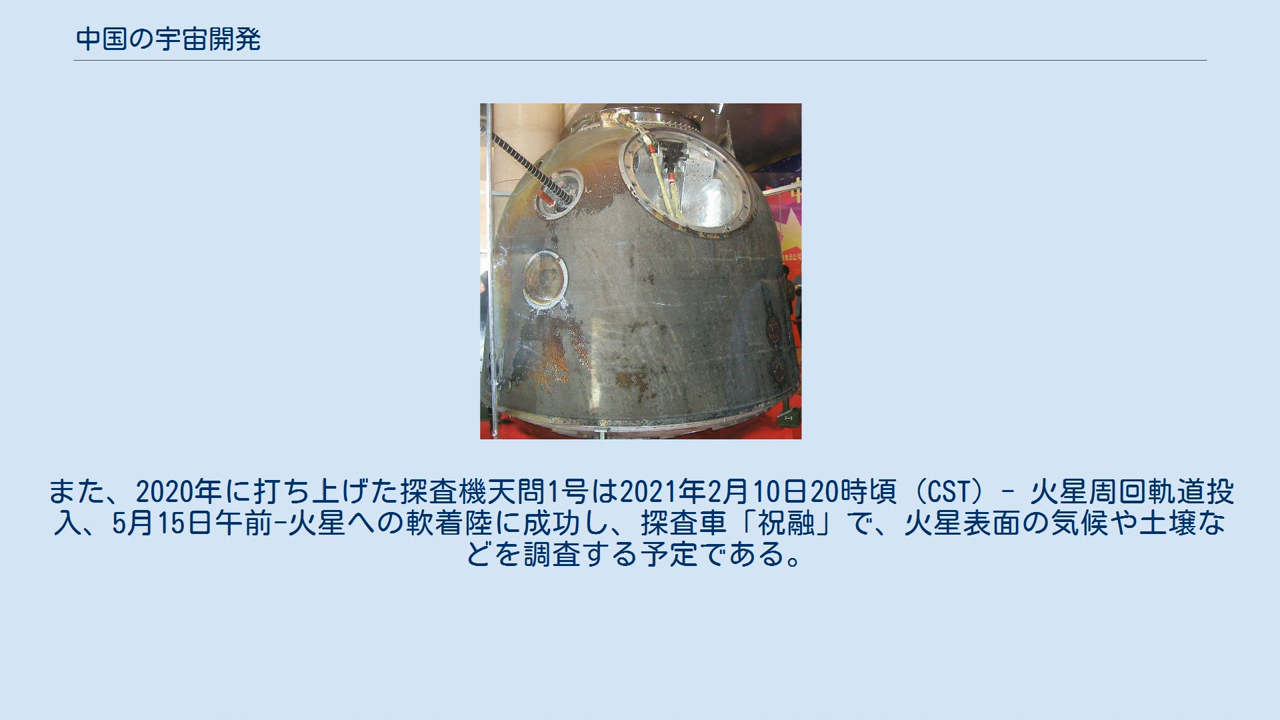 中国の宇宙開発
また、2020年に打ち上げた探査機天問1号は2021年2月10日20時頃（CST）- 火星周回軌道投
入、5月15日午前-火星への軟着陸に成功し、探査車「祝融」で、火星表面の気候や土壌な
どを調査する予定である。